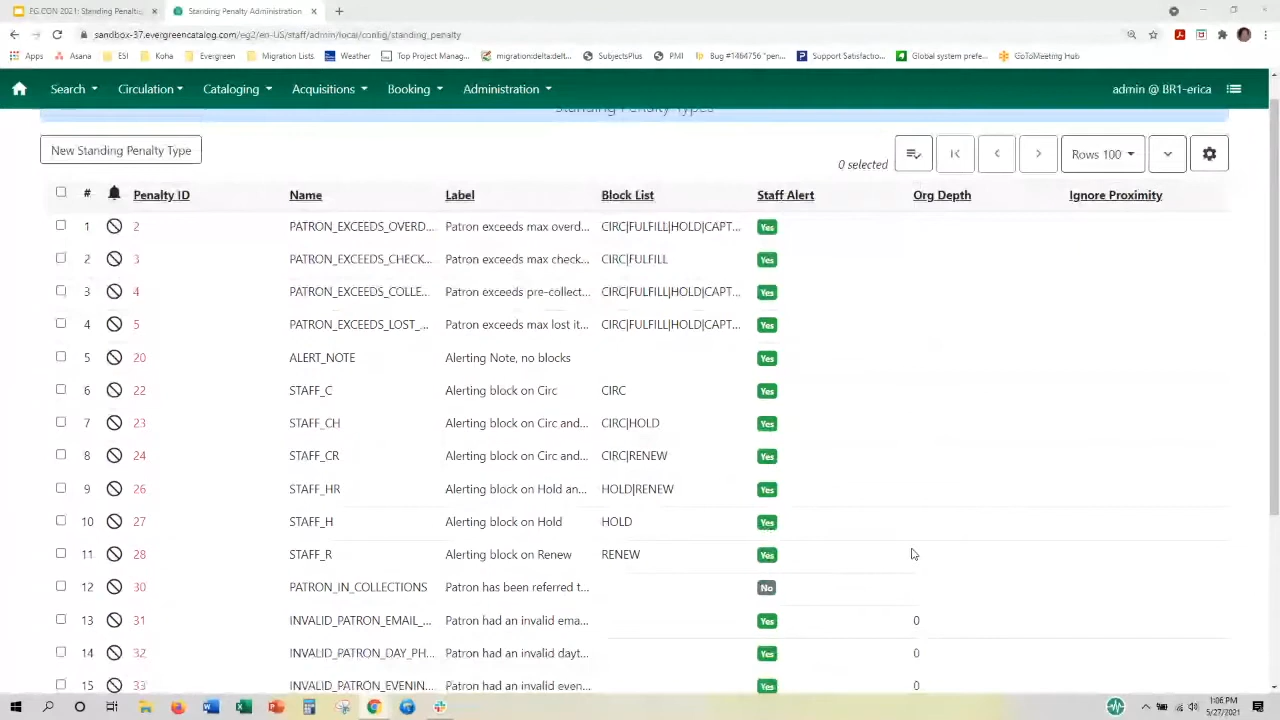 PG.CON 2021: Standing Penalt...
Standing Penalty Administration
sandbox-37.evergreencatalog.com/eg2/en-US/staff/admin/local/config/standing_penalty
Apps Asana ESI Koha Evergreen Migration Lists Weather Top Project Manag... migration:delta:delt... SubjectsPlus PMI Bug #1464756 "pen... Support Satisfactio... Global system prefe... GoToMeeting Hub
Search Circulation Cataloging Acquisitions Booking Administration admin @ BR1-erica
Standing Penalty Types
New Standing Penalty Type
0 selected
Rows 100
# Penalty ID Name Label Block List Staff Alert Org Depth Ignore Proximity
1 2 PATRON_EXCEEDS_OVERD... Patron exceeds max overd... CIRC|FULFILL|HOLD|CAPT... Yes
2 3 PATRON_EXCEEDS_CHECK... Patron exceeds max check... CIRC|FULFILL Yes
3 4 PATRON_EXCEEDS_COLLE... Patron exceeds pre-collect... CIRC|FULFILL|HOLD|CAPT... Yes
4 5 PATRON_EXCEEDS_LOST_... Patron exceeds max lost it... CIRC|FULFILL|HOLD|CAPT... Yes
5 20 ALERT_NOTE Alerting Note, no blocks Yes
6 22 STAFF_C Alerting block on Circ CIRC Yes
7 23 STAFF_CH Alerting block on Circ and... CIRC|HOLD Yes
8 24 STAFF_CR Alerting block on Circ and... CIRC|RENEW Yes
9 26 STAFF_HR Alerting block on Hold an... HOLD|RENEW Yes
10 27 STAFF_H Alerting block on Hold HOLD Yes
11 28 STAFF_R Alerting block on Renew RENEW Yes
12 30 PATRON_IN_COLLECTIONS Patron has been referred t... No
13 31 INVALID_PATRON_EMAIL_... Patron had an invalid ema... Yes 0
14 32 INVALID_PATRON_DAY_PH... Patron had an invalid dayt... Yes 0
15 33 INVALID_PATRON_EVENIN... Patron had an invalid even... Yes 0
1:06 PM
5/27/2021